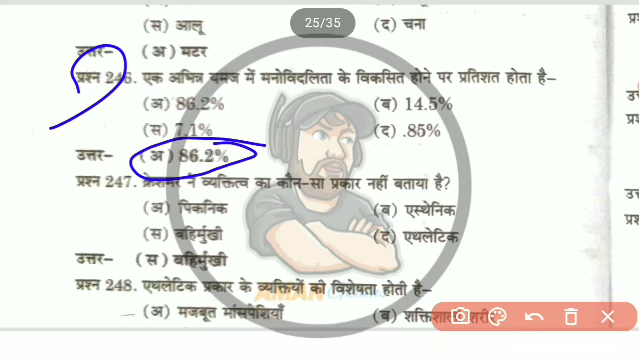 25/35
(स) आलू (द) चना
उत्तर– (अ) मटर
प्रश्न 246. एक अभिन्न यमज में मनोविदलिता के विकसित होने पर प्रतिशत होता है–
(अ) 86.2% (ब) 14.5%
(स) 7.1% (द) .85%
उत्तर– (अ) 86.2%
प्रश्न 247. क्रेशमर ने व्यक्तित्व का कौन-सा प्रकार नहीं बताया है?
(अ) पिकनिक (ब) एस्थेनिक
(स) बहिर्मुखी (द) एथलेटिक
उत्तर– (स) बहिर्मुखी
प्रश्न 248. एथलेटिक प्रकार के व्यक्तियों की विशेषता होती है–
AMAN
(अ) मजबूत मांसपेशियाँ (ब)